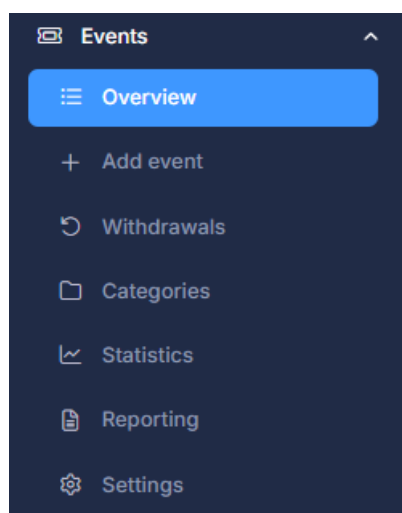 Events
Overview
Add event
Withdrawals
Categories
Statistics
Reporting
Settings